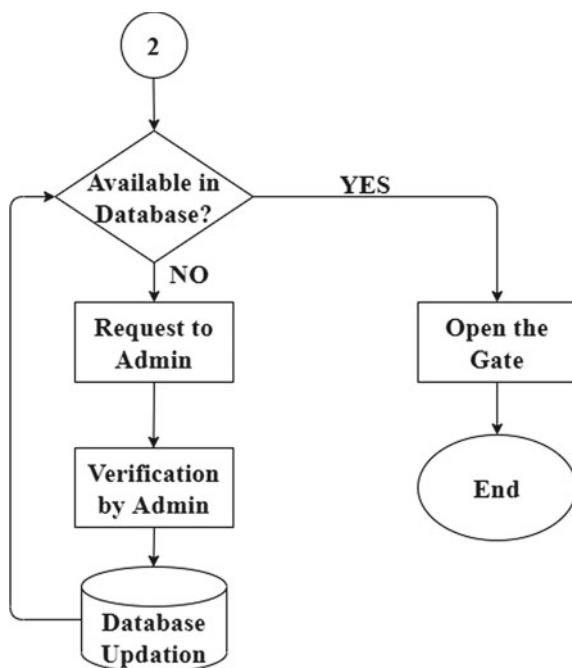 2
Available in
Database?
YES
NO
Request to
Admin
Open the
Gate
Verification
by Admin
End
Database
Updation